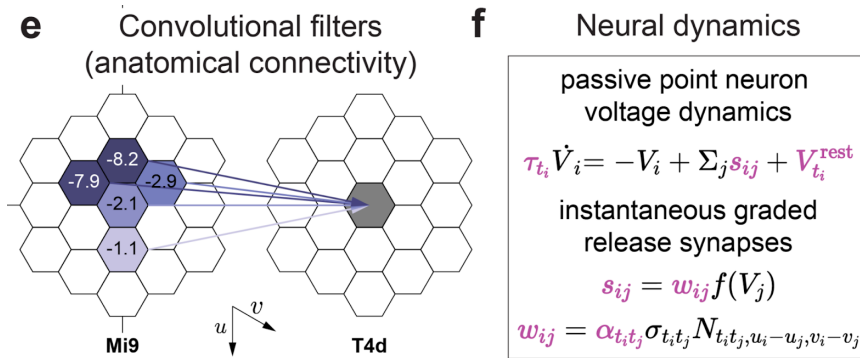 e Convolutional filters
(anatomical connectivity)
-8.2
-7.9 -2.9
-2.1
-1.1
u v
Mi9 T4d
f Neural dynamics
passive point neuron
voltage dynamics
τ_{t_i} V̇_i = −V_i + Σ_j s_{ij} + V_{t_i}^{rest}
instantaneous graded
release synapses
s_{ij} = w_{ij} f(V_j)
w_{ij} = α_{t_i t_j} σ_{t_i t_j} N_{t_i t_j, u_i−u_j, v_i−v_j}